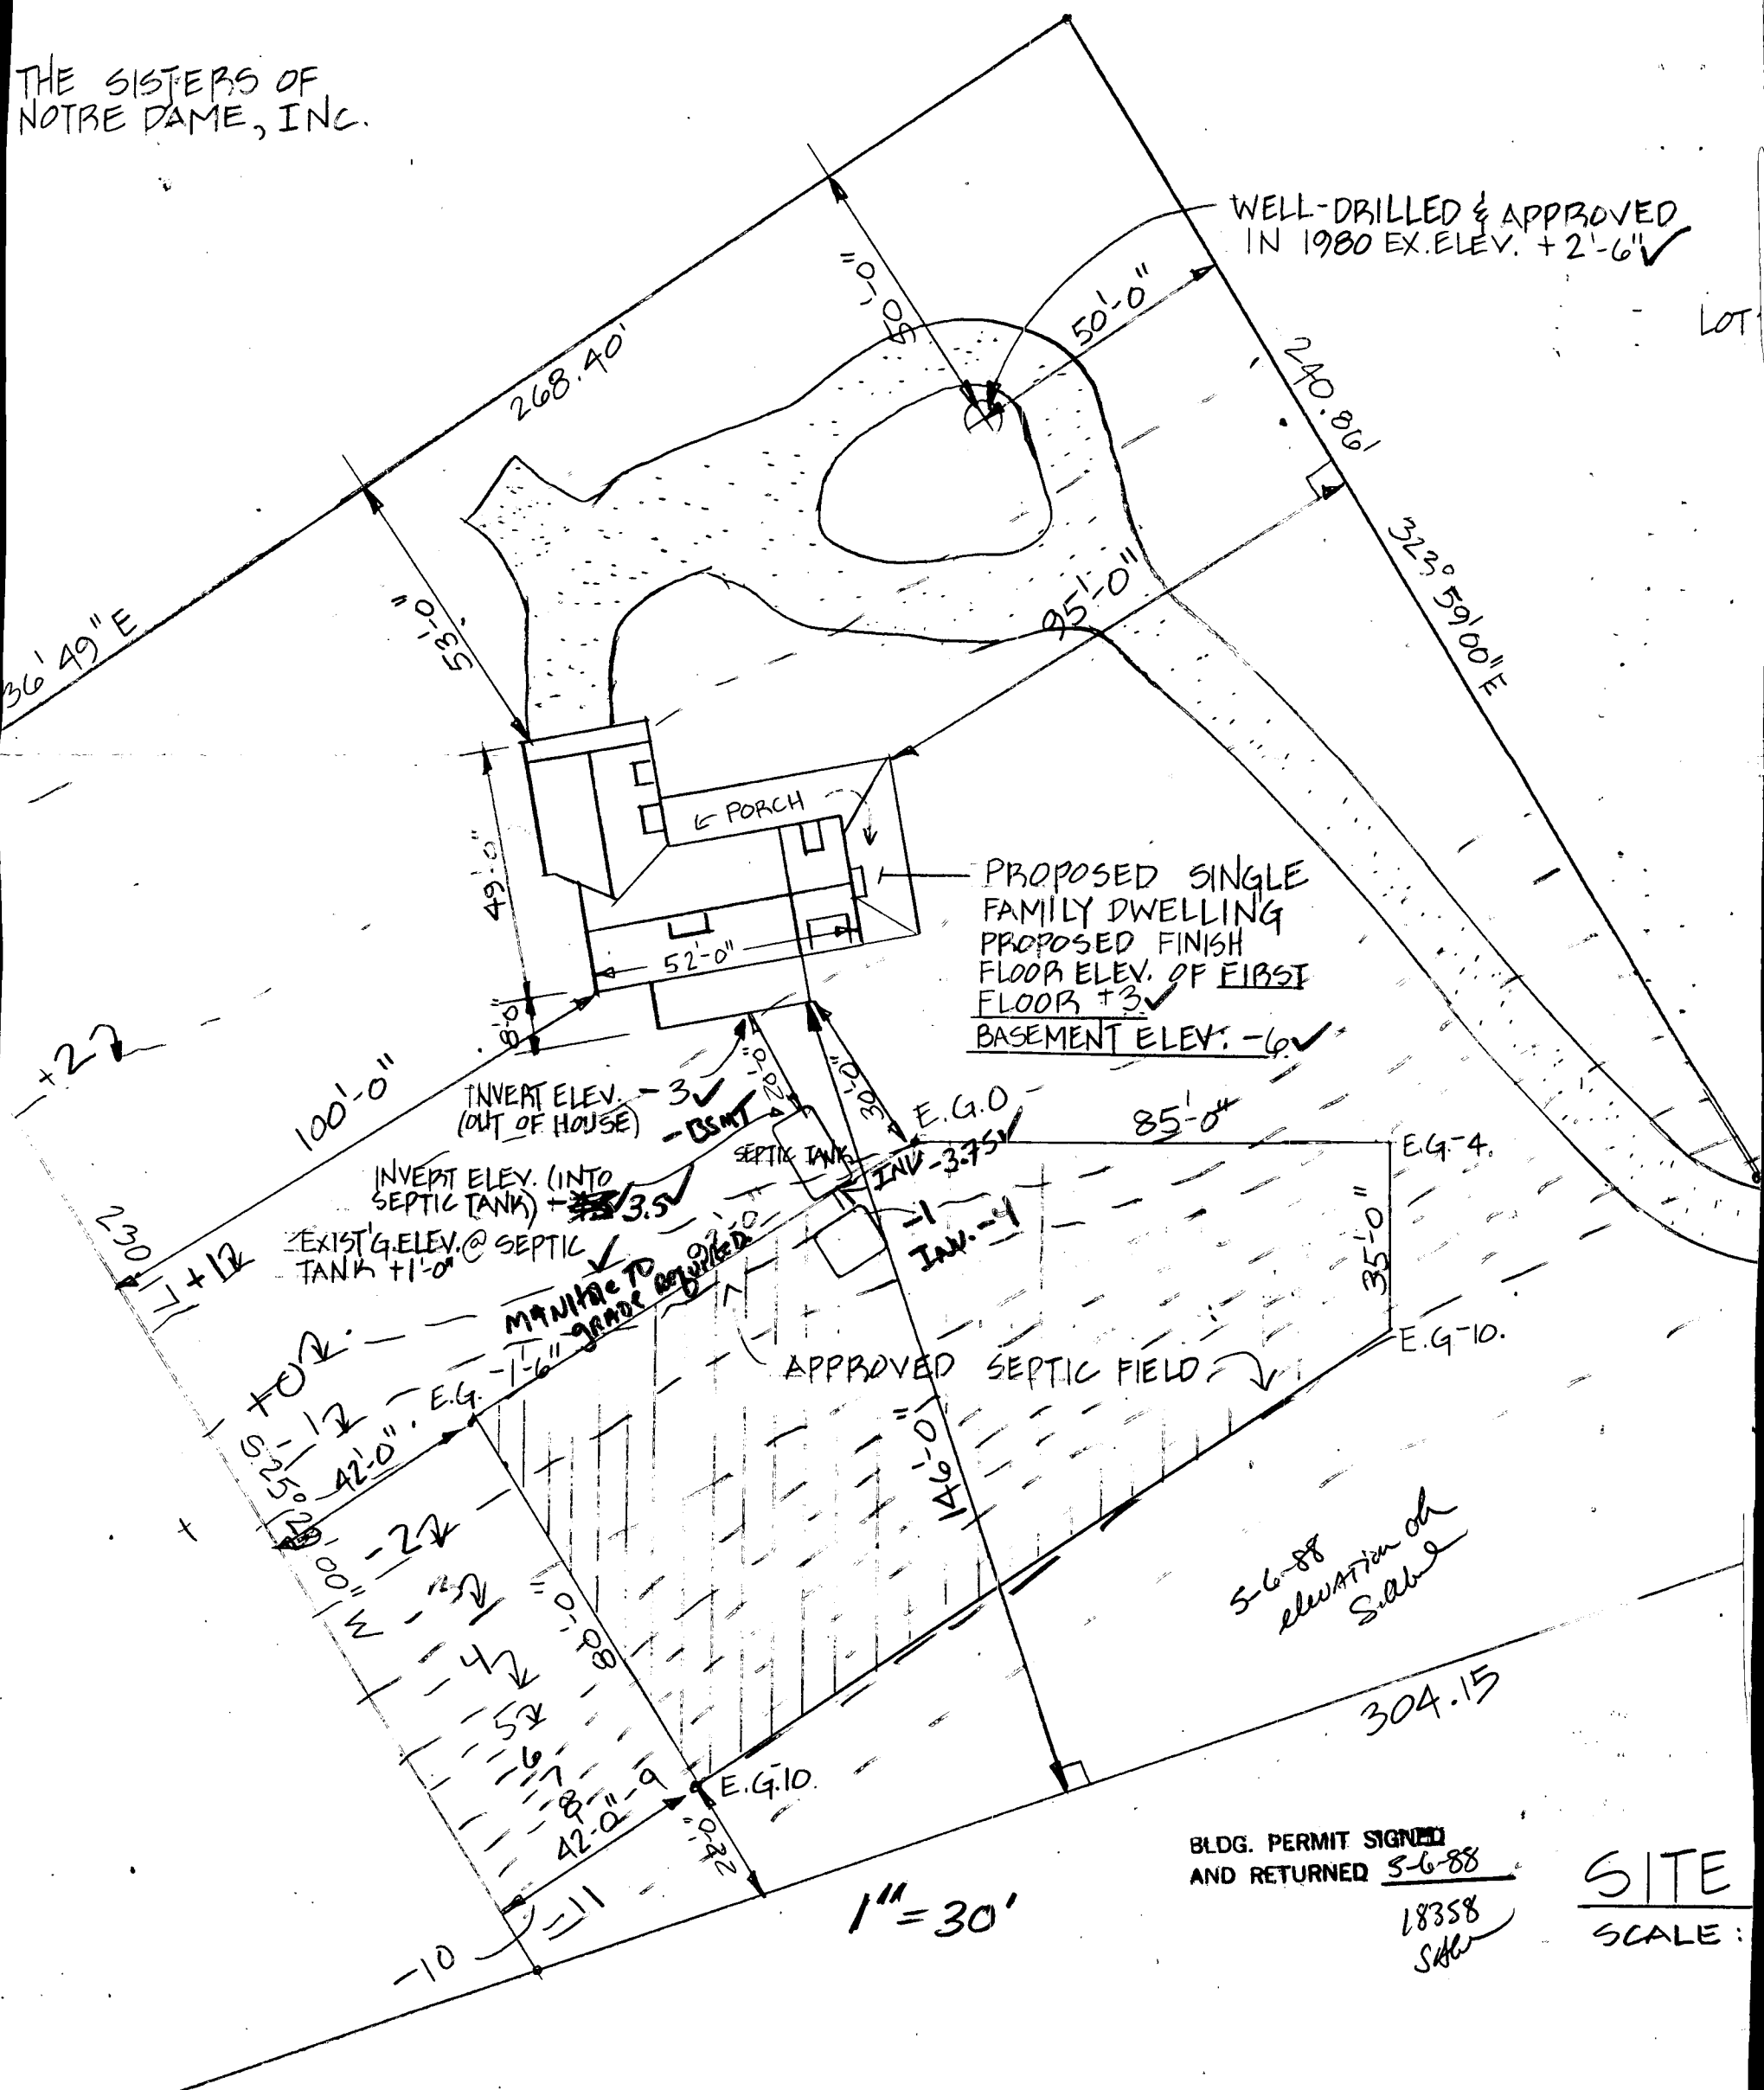 THE SISTERS OF
NOTRE DAME, INC.
WELL-DRILLED & APPROVED
IN 1980 EX.ELEV. +2'-6"✓
LOT
50'-0"
50'-0"
268.40'
240.86'
323° 59' 00" E
36' 49" E
53'-0"
95'-0"
← PORCH
49'-0"
52'-0"
8'-0"
PROPOSED SINGLE
FAMILY DWELLING
PROPOSED FINISH
FLOOR ELEV. OF FIRST
FLOOR +3✓
BASEMENT ELEV: -6✓
+2
100'-0"
INVERT ELEV. -3✓
(OUT OF HOUSE)
-BSMT
20'-0"
30'-0"
E.G.0
85'-0"
E.G-4.
SEPTIC TANK
INV-3.75✓
INVERT ELEV. (INTO
SEPTIC TANK) - 3.5✓
EXIST'G.ELEV.@ SEPTIC ✓
TANK +1'-0"
-1
INV.-4
35'-0"
230
+1
MANHOLE TO
GRADE REQUIRED.
E.G-10.
+0
E.G. -1'-6"
APPROVED SEPTIC FIELD
-1
42'-0"
S.25° 29' 00" W
146'-0"
-2
-3
80'-0"
5-6-88
elevation ok
4
5
-6
7
8
-9
304.15
E.G.10.
42'-0"
-11
-10
1"=30'
BLDG. PERMIT SIGNED
AND RETURNED 5-6-88
18358
SITE
SCALE: